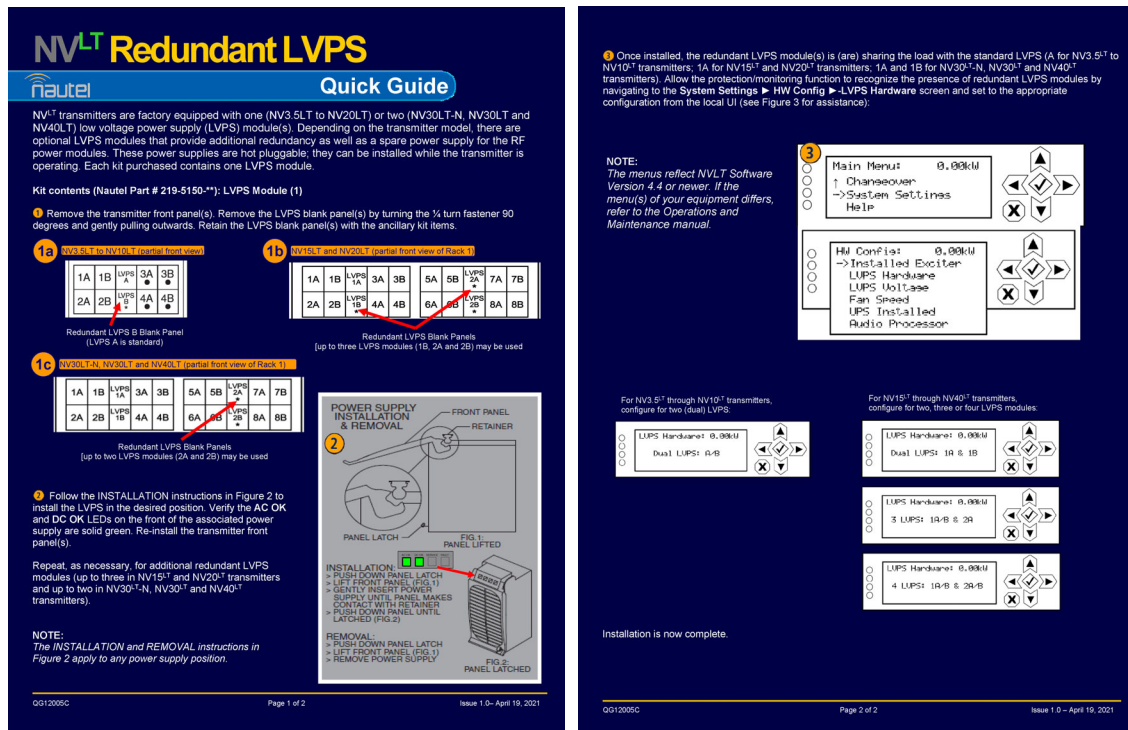 NVLT Redundant LVPS
nautel
Quick Guide
NVLT transmitters are factory equipped with one (NV3.5LT to NV20LT) or two (NV30LT-N, NV30LT and
NV40LT) low voltage power supply (LVPS) module(s). Depending on the transmitter model, there are
optional LVPS modules that provide additional redundancy as well as a spare power supply for the RF
power modules. These power supplies are hot pluggable; they can be installed while the transmitter is
operating. Each kit purchased contains one LVPS module.
Kit contents (Nautel Part # 219-5150-**): LVPS Module (1)
1 Remove the transmitter front panel(s). Remove the LVPS blank panel(s) by turning the ¼ turn fastener 90
degrees and gently pulling outwards. Retain the LVPS blank panel(s) with the ancillary kit items.
1a NV3.5LT to NV10LT (partial front view)
1A 1B LVPS A 3A 3B
2A 2B LVPS B * 4A 4B
Redundant LVPS B Blank Panel
(LVPS A is standard)
1b NV15LT and NV20LT (partial front view of Rack 1)
1A 1B LVPS 1A 3A 3B 5A 5B LVPS 2A * 7A 7B
2A 2B LVPS 1B * 4A 4B 6A 6B LVPS 2B * 8A 8B
Redundant LVPS Blank Panels
[up to three LVPS modules (1B, 2A and 2B) may be used
1c NV30LT-N, NV30LT and NV40LT (partial front view of Rack 1)
1A 1B LVPS 1A 3A 3B 5A 5B LVPS 2A * 7A 7B
2A 2B LVPS 1B 4A 4B 6A 6B LVPS 2B * 8A 8B
Redundant LVPS Blank Panels
[up to two LVPS modules (2A and 2B) may be used
2 Follow the INSTALLATION instructions in Figure 2 to
install the LVPS in the desired position. Verify the AC OK
and DC OK LEDs on the front of the associated power
supply are solid green. Re-install the transmitter front
panel(s).
Repeat, as necessary, for additional redundant LVPS
modules (up to three in NV15LT and NV20LT transmitters
and up to two in NV30LT-N, NV30LT and NV40LT
transmitters).
NOTE:
The INSTALLATION and REMOVAL instructions in
Figure 2 apply to any power supply position.
POWER SUPPLY
INSTALLATION
& REMOVAL
2
FRONT PANEL
RETAINER
PANEL LATCH
FIG.1:
PANEL LIFTED
INSTALLATION:
> PUSH DOWN PANEL LATCH
> LIFT FRONT PANEL (FIG.1)
> GENTLY INSERT POWER
SUPPLY UNTIL PANEL MAKES
CONTACT WITH RETAINER
> PUSH DOWN PANEL UNTIL
LATCHED (FIG.2)
REMOVAL:
> PUSH DOWN PANEL LATCH
> LIFT FRONT PANEL (FIG.1)
> REMOVE POWER SUPPLY
FIG.2:
PANEL LATCHED
QG12005C
Page 1 of 2
Issue 1.0– April 19, 2021
3 Once installed, the redundant LVPS module(s) is (are) sharing the load with the standard LVPS (A for NV3.5LT to
NV10LT transmitters; 1A for NV15LT and NV20LT transmitters; 1A and 1B for NV30LT-N, NV30LT and NV40LT
transmitters). Allow the protection/monitoring function to recognize the presence of redundant LVPS modules by
navigating to the System Settings ► HW Config ►-LVPS Hardware screen and set to the appropriate
configuration from the local UI (see Figure 3 for assistance):
NOTE:
The menus reflect NVLT Software
Version 4.4 or newer. If the
menu(s) of your equipment differs,
refer to the Operations and
Maintenance manual.
3
Main Menu: 0.00kW
↑ Changeover
->System Settings
Help
HW Config: 0.00kW
->Installed Exciter
LVPS Hardware
LVPS Voltage
Fan Speed
UPS Installed
Audio Processor
For NV3.5LT through NV10LT transmitters,
configure for two (dual) LVPS:
LVPS Hardware: 0.00kW
Dual LVPS: A/B
For NV15LT through NV40LT transmitters,
configure for two, three or four LVPS modules:
LVPS Hardware: 0.00kW
Dual LVPS: 1A & 1B
LVPS Hardware: 0.00kW
3 LVPS: 1A/B & 2A
LVPS Hardware: 0.00kW
4 LVPS: 1A/B & 2A/B
Installation is now complete.
QG12005C
Page 2 of 2
Issue 1.0 – April 19, 2021